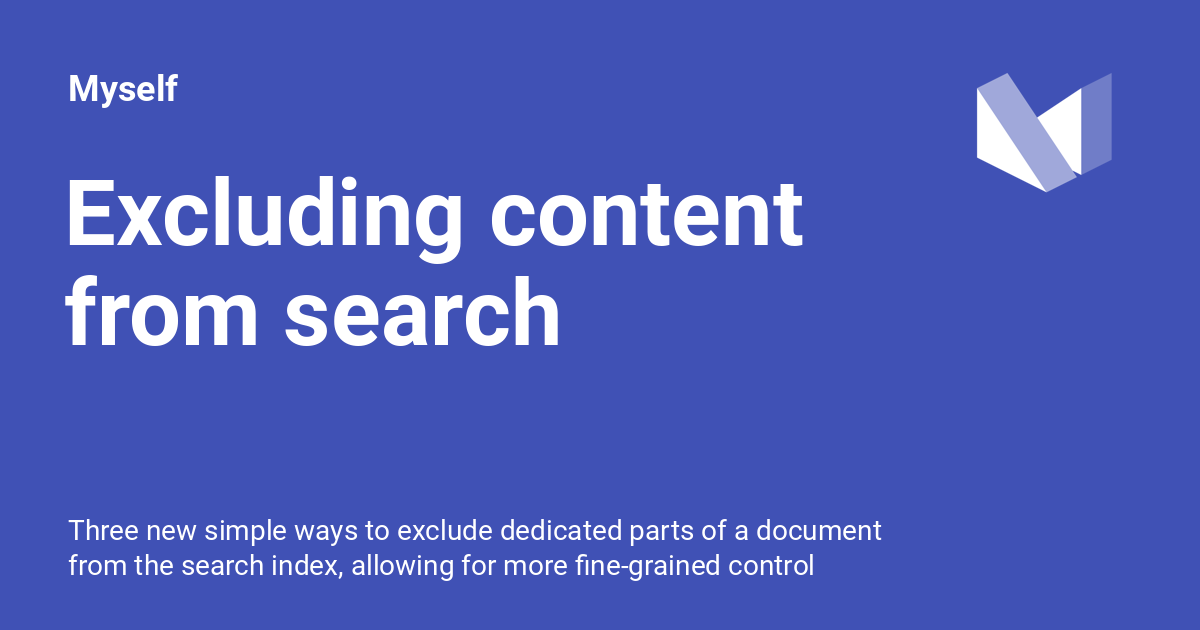 Myself
Excluding content
from search
Three new simple ways to exclude dedicated parts of a document
from the search index, allowing for more fine-grained control